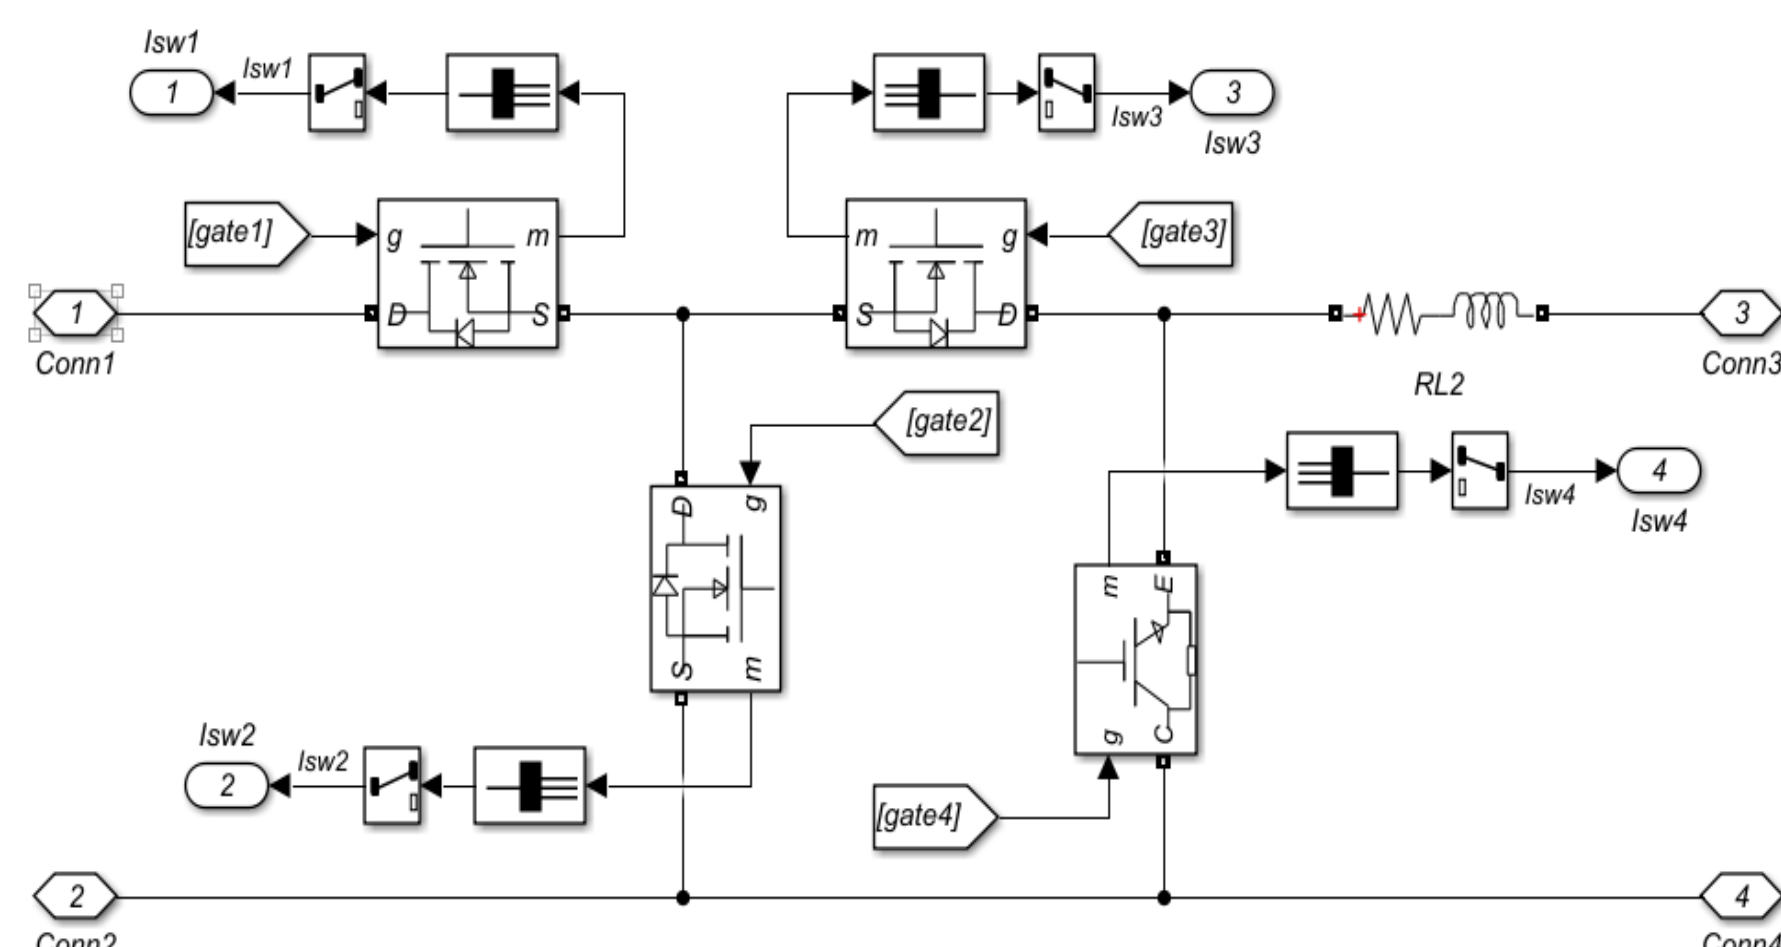 Isw1
1
Isw1
3
Isw3
Isw3
[gate1]
g
m
m
g
[gate3]
1
D
S
S
D
3
Conn1
Conn3
RL2
[gate2]
D
g
4
Isw4
Isw4
m
E
S
m
g
C
Isw2
2
Isw2
[gate4]
2
4
Conn2
Conn4